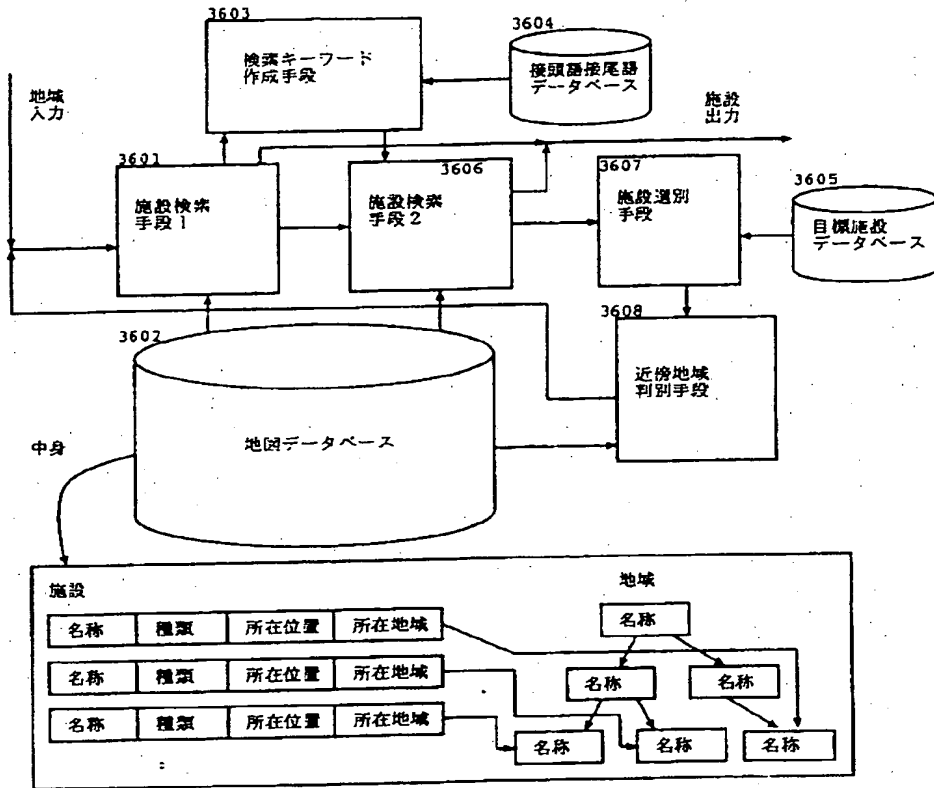 3603
検索キーワード
作成手段
3604
接頭語接尾語
データベース
地域
入力
施設
出力
3601
施設検索
手段1
3606
施設検索
手段2
3607
施設選別
手段
3605
目標施設
データベース
3602
地図データベース
3608
近傍地域
判別手段
中身
施設
地域
名称 種類 所在位置 所在地域
名称 種類 所在位置 所在地域
名称 種類 所在位置 所在地域
:
名称
名称 名称
名称 名称 名称